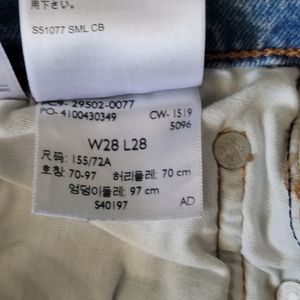 用下さい。
S51077 SML CB
PC9- 29502-0077
PO- 4100430349
CW- 1519
5096
W28 L28
尺码: 155/72A
호칭: 70-97 허리둘레: 70 cm
엉덩이둘레: 97 cm
S40197
AD